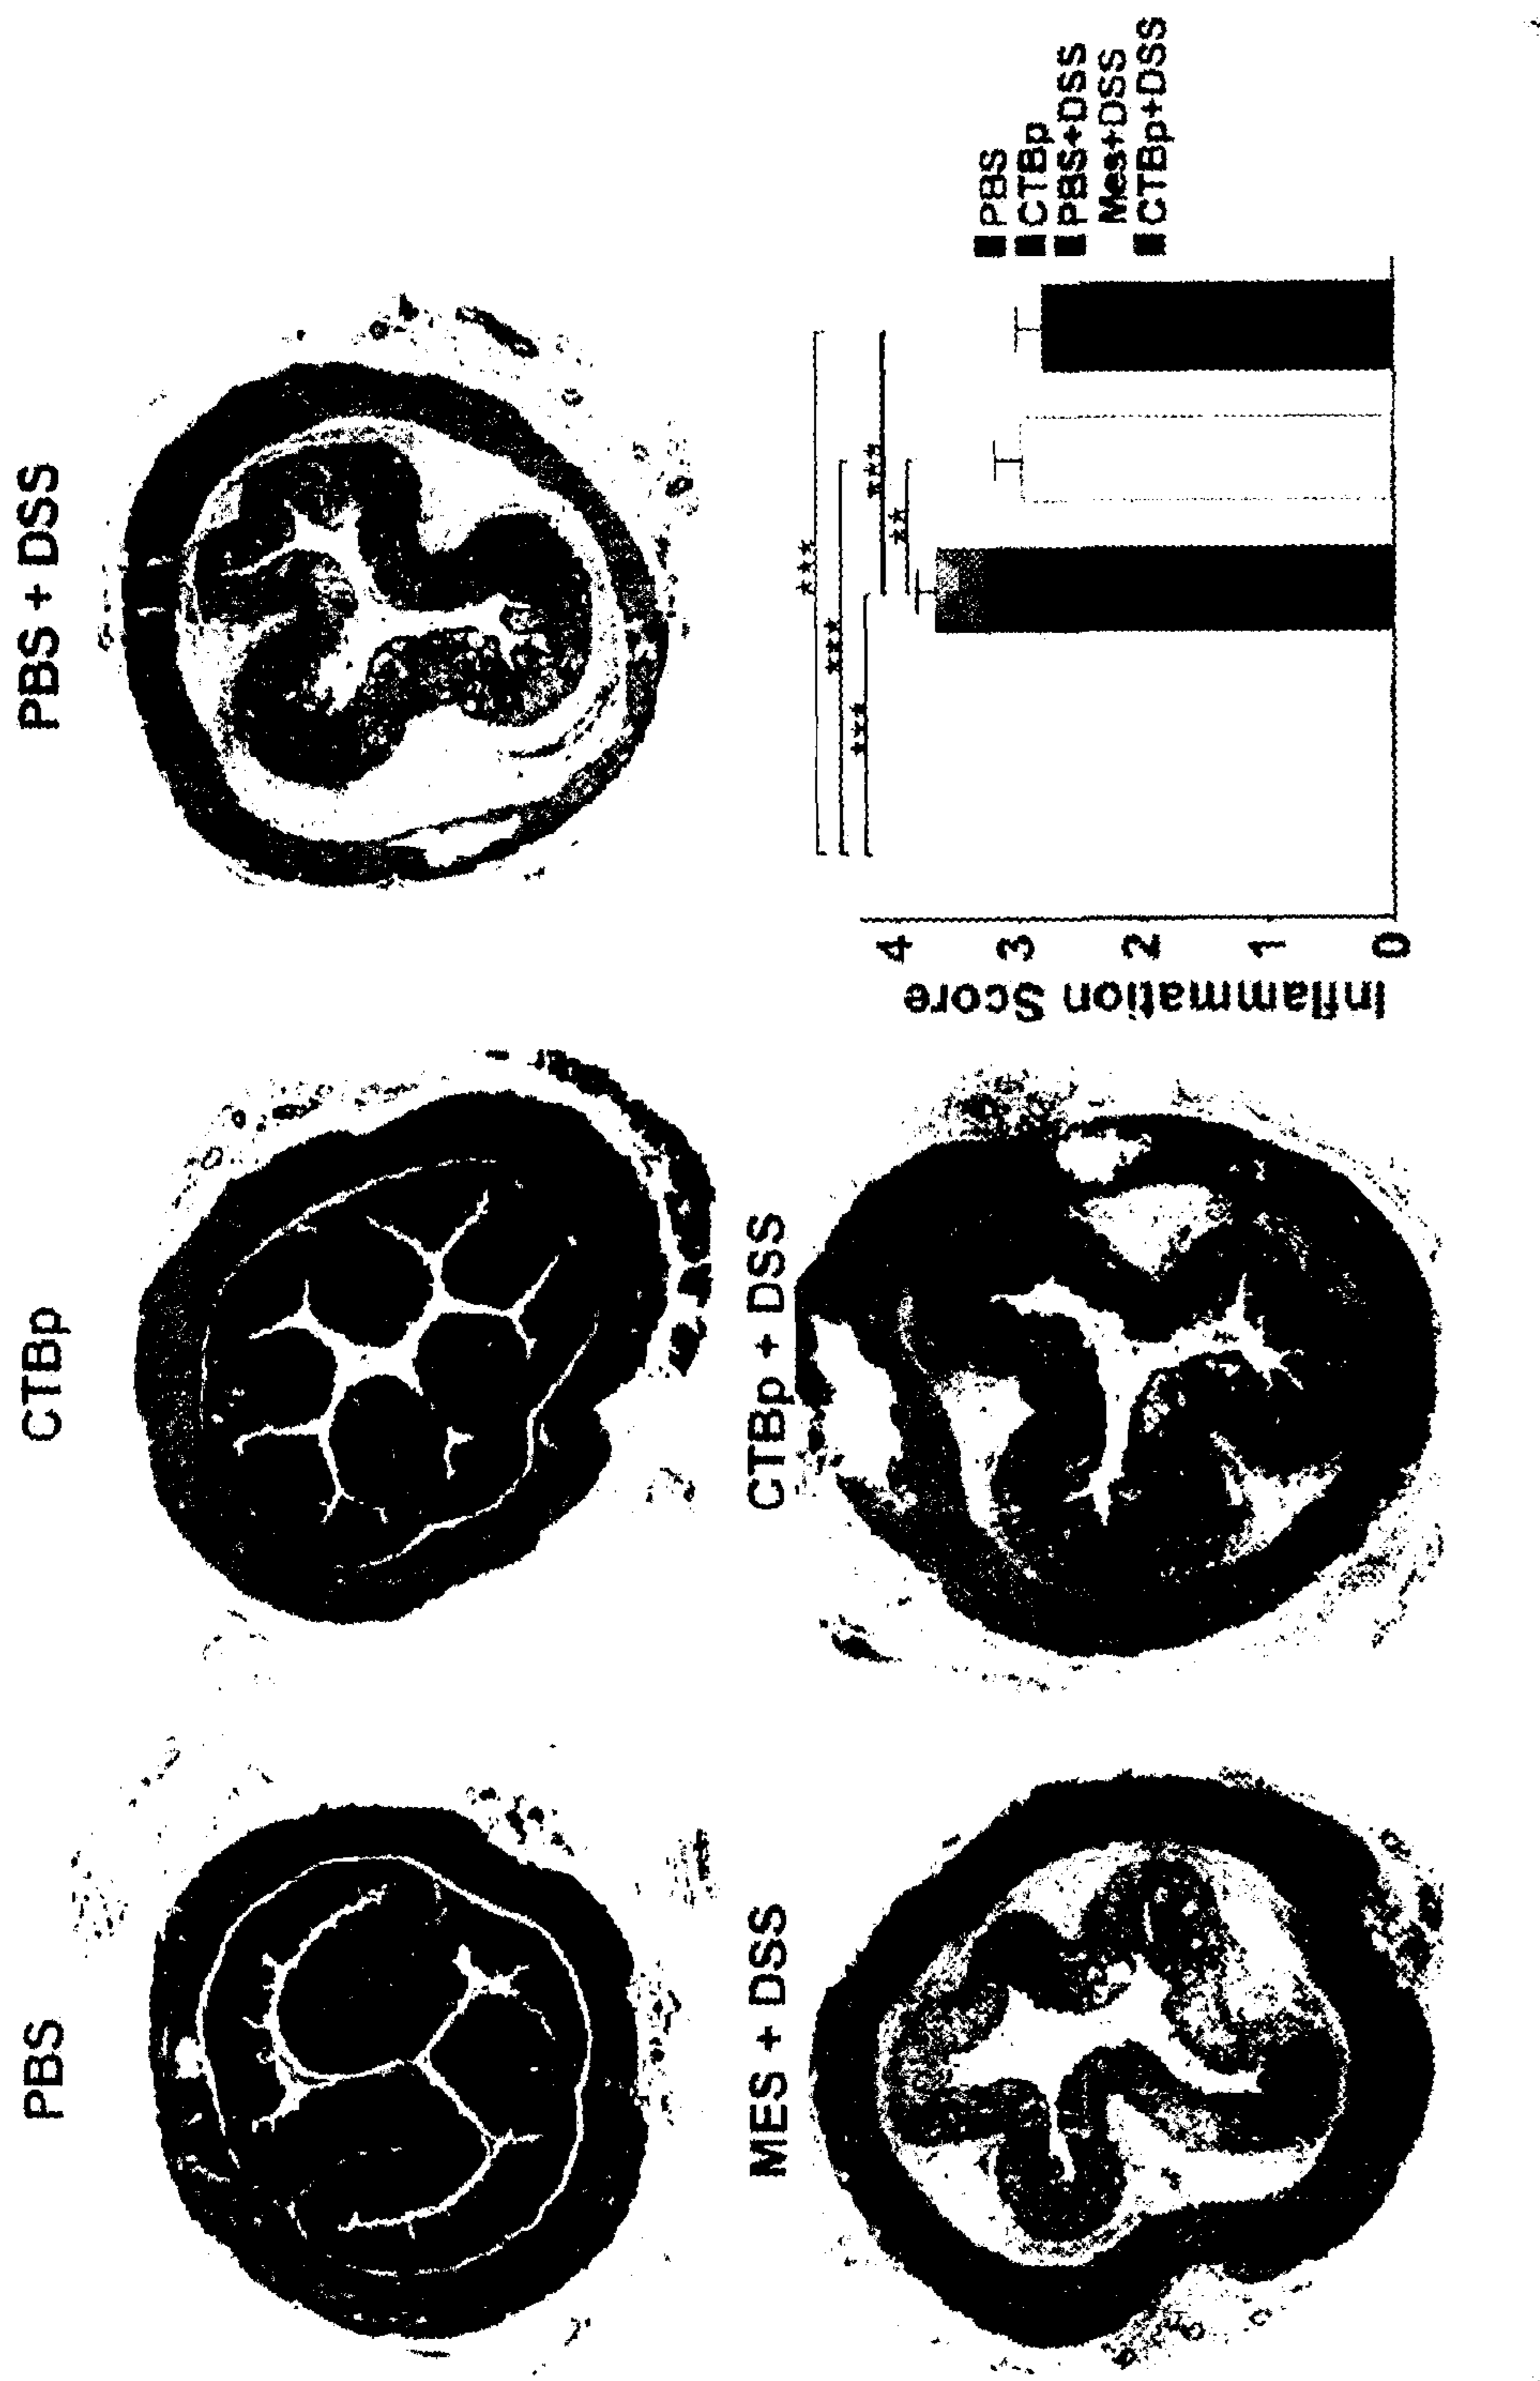 PBS
CTBp
PBS + DSS
MES + DSS
CTBp + DSS
***
***
***
***
**
Inflammation Score
4
3
2
1
0
PBS
CTBp
PBS+DSS
Mes+DSS
CTBp+DSS